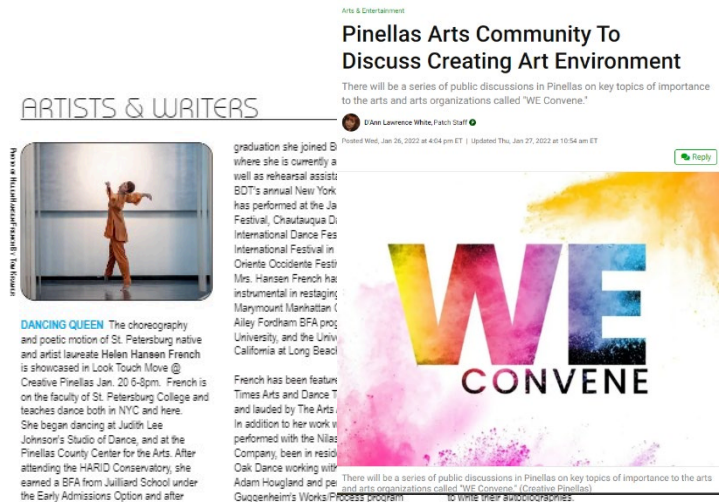 ARTISTS & WRITERS
DANCING QUEEN The choreography
and poetic motion of St. Petersburg native
and artist laureate Helen Hansen French
is showcased in Look Touch Move @
Creative Pinellas Jan. 20 6-8pm. French is
on the faculty of St. Petersburg College and
teaches dance both in NYC and here.
She began dancing at Judith Lee
Johnson's Studio of Dance, and at the
Pinellas County Center for the Arts. After
attending the HARID Conservatory, she
earned a BFA from Juilliard School under
the Early Admissions Option and after
graduation she joined B
where she is currently a
well as rehearsal assista
BDT's annual New York
has performed at the Ja
Festival, Chautauqua Da
International Dance Fes
International Festival in
Oriente Occidente Festi
Mrs. Hansen French ha
instrumental in restaging
Marymount Manhattan C
Ailey Fordham BFA prog
University, and the Univ
California at Long Beac
French has been feature
Times Arts and Dance T
and lauded by The Arts
In addition to her work w
performed with the Nilas
Company, been in resid
Oak Dance working with
Adam Hougland and per
Guggenheim's Works/Process program
to write their autobiographies.
Arts & Entertainment
Pinellas Arts Community To
Discuss Creating Art Environment
There will be a series of public discussions in Pinellas on key topics of importance
to the arts and arts organizations called "WE Convene."
D'Ann Lawrence White, Patch Staff
Posted Wed, Jan 26, 2022 at 4:04 pm ET | Updated Thu, Jan 27, 2022 at 10:54 am ET
Reply
WE
CONVENE
There will be a series of public discussions in Pinellas on key topics of importance to the arts
and arts organizations called "WE Convene." (Creative Pinellas)